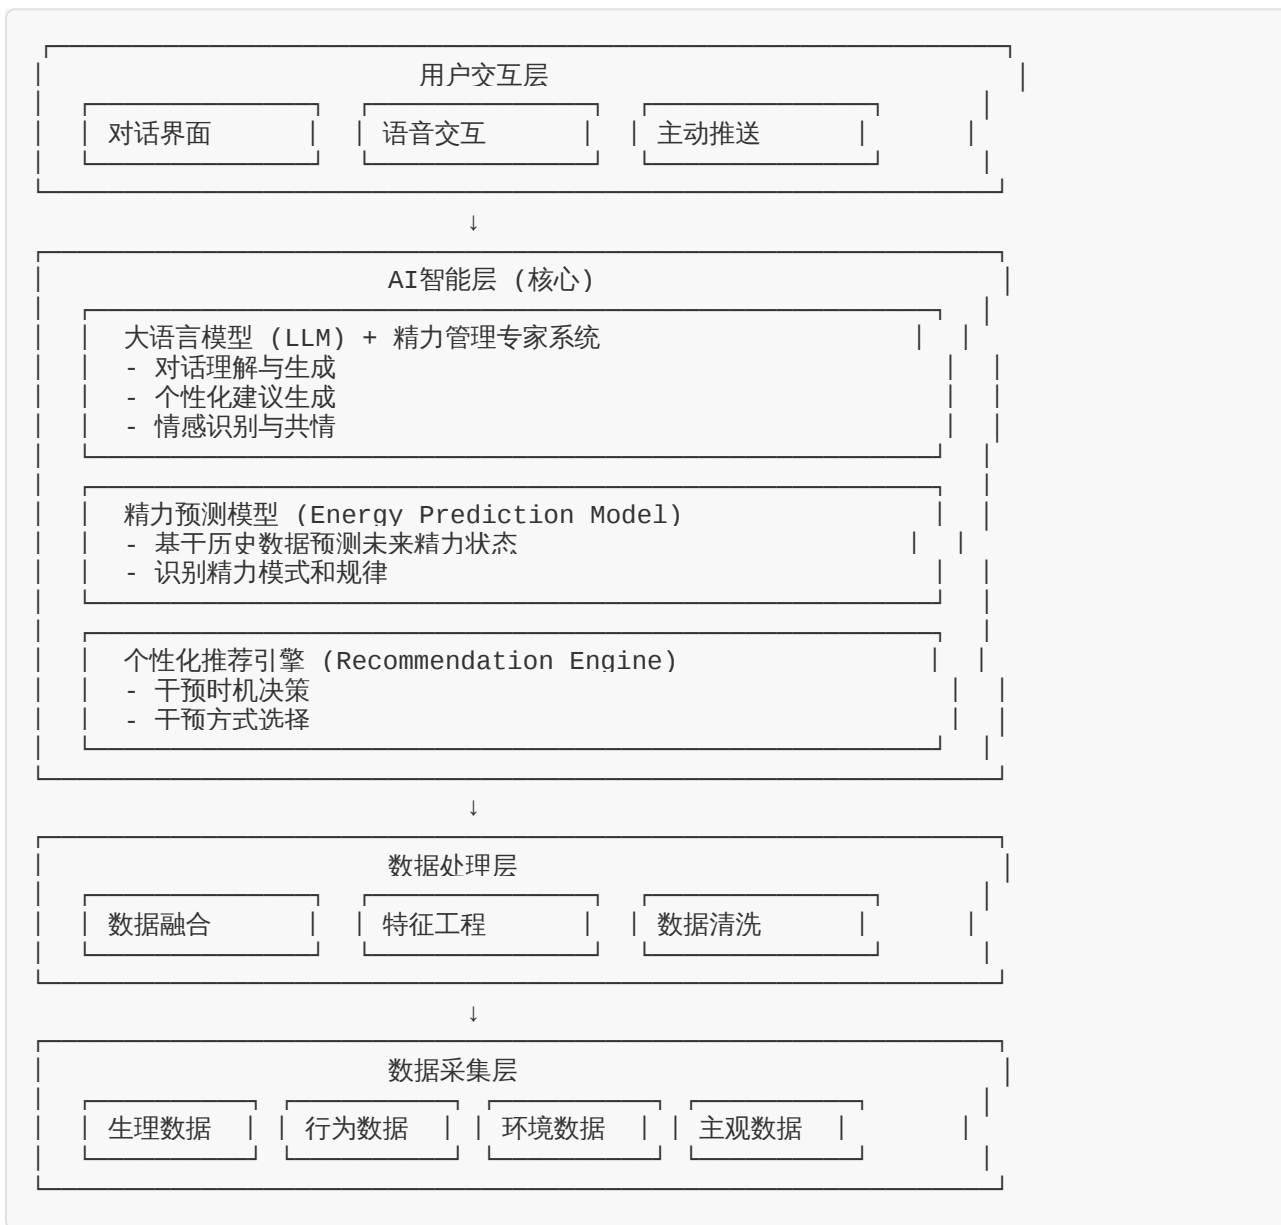 用户交互层
对话界面 语音交互 主动推送
↓
AI智能层 (核心)
大语言模型 (LLM) + 精力管理专家系统
- 对话理解与生成
- 个性化建议生成
- 情感识别与共情
精力预测模型 (Energy Prediction Model)
- 基于历史数据预测未来精力状态
- 识别精力模式和规律
个性化推荐引擎 (Recommendation Engine)
- 干预时机决策
- 干预方式选择
↓
数据处理层
数据融合 特征工程 数据清洗
↓
数据采集层
生理数据 行为数据 环境数据 主观数据